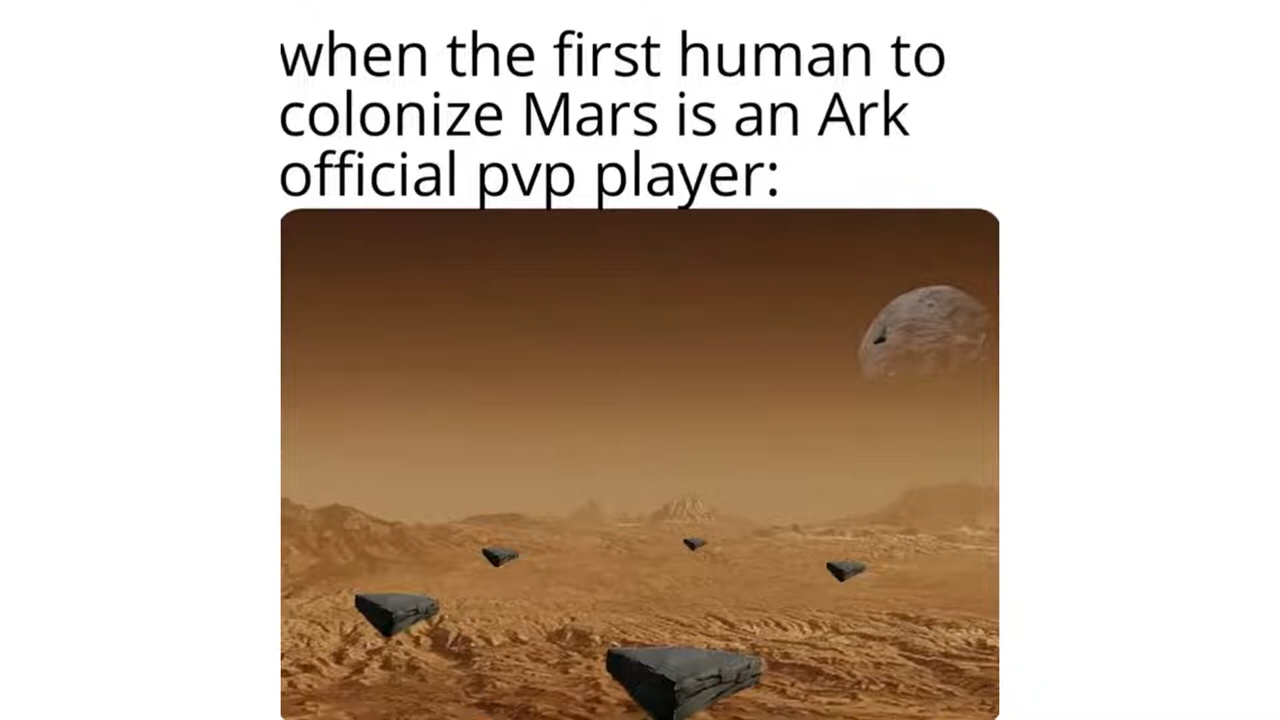 when the first human to
colonize Mars is an Ark
official pvp player: